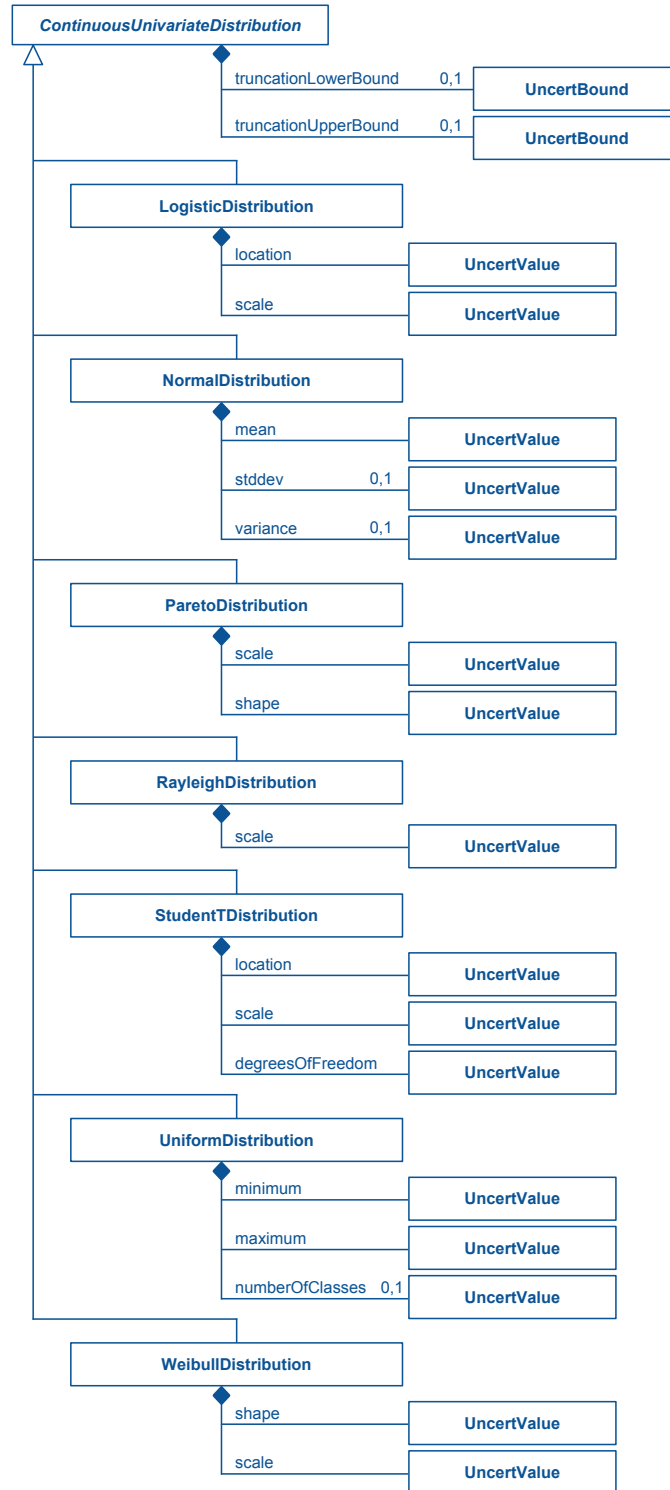 ContinuousUnivariateDistribution
truncationLowerBound 0,1
UncertBound
truncationUpperBound 0,1
UncertBound
LogisticDistribution
location
UncertValue
scale
UncertValue
NormalDistribution
mean
UncertValue
stddev 0,1
UncertValue
variance 0,1
UncertValue
ParetoDistribution
scale
UncertValue
shape
UncertValue
RayleighDistribution
scale
UncertValue
StudentTDistribution
location
UncertValue
scale
UncertValue
degreesOfFreedom
UncertValue
UniformDistribution
minimum
UncertValue
maximum
UncertValue
numberOfClasses 0,1
UncertValue
WeibullDistribution
shape
UncertValue
scale
UncertValue